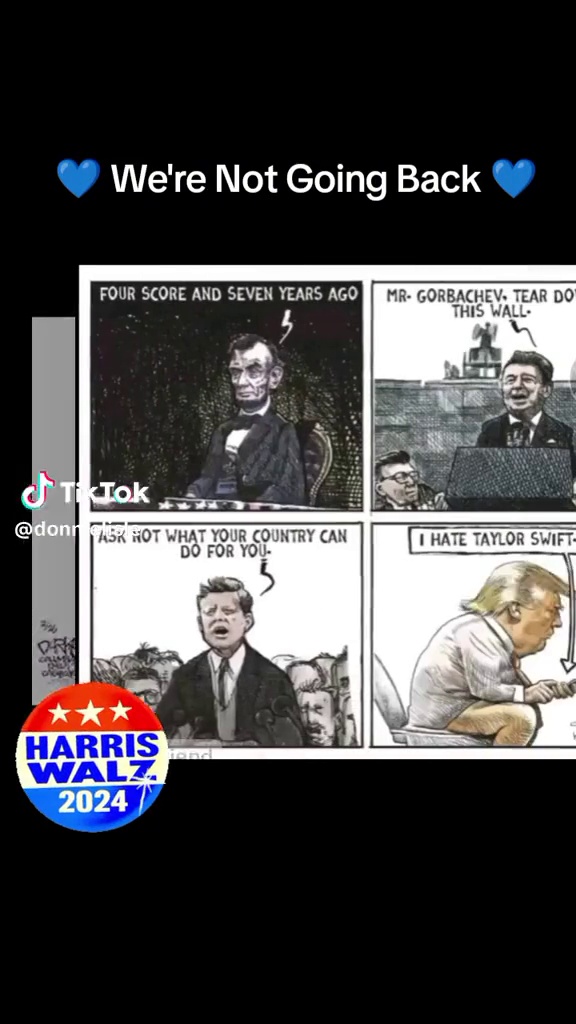 💙 We're Not Going Back 💙
FOUR SCORE AND SEVEN YEARS AGO
MR. GORBACHEV, TEAR DO
THIS WALL.
TikTok
ASK NOT WHAT YOUR COUNTRY CAN
DO FOR YOU.
I HATE TAYLOR SWIFT.
HARRIS
WALZ
2024
iend